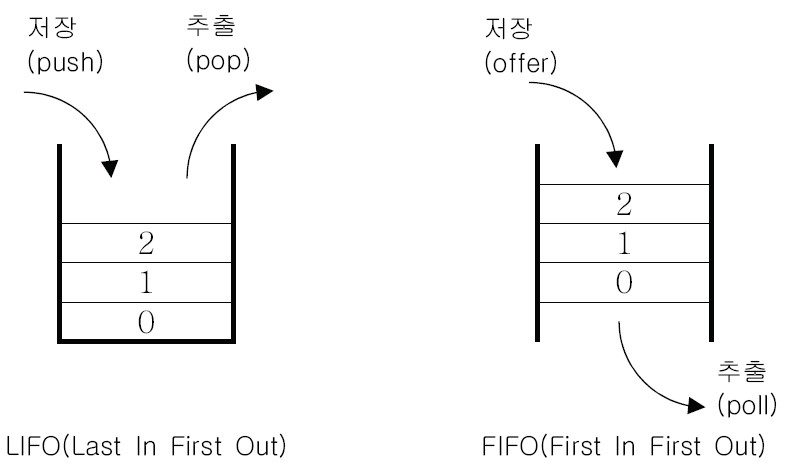 저장
(push)
추출
(pop)
2
1
0
LIFO(Last In First Out)
저장
(offer)
2
1
0
추출
(poll)
FIFO(First In First Out)